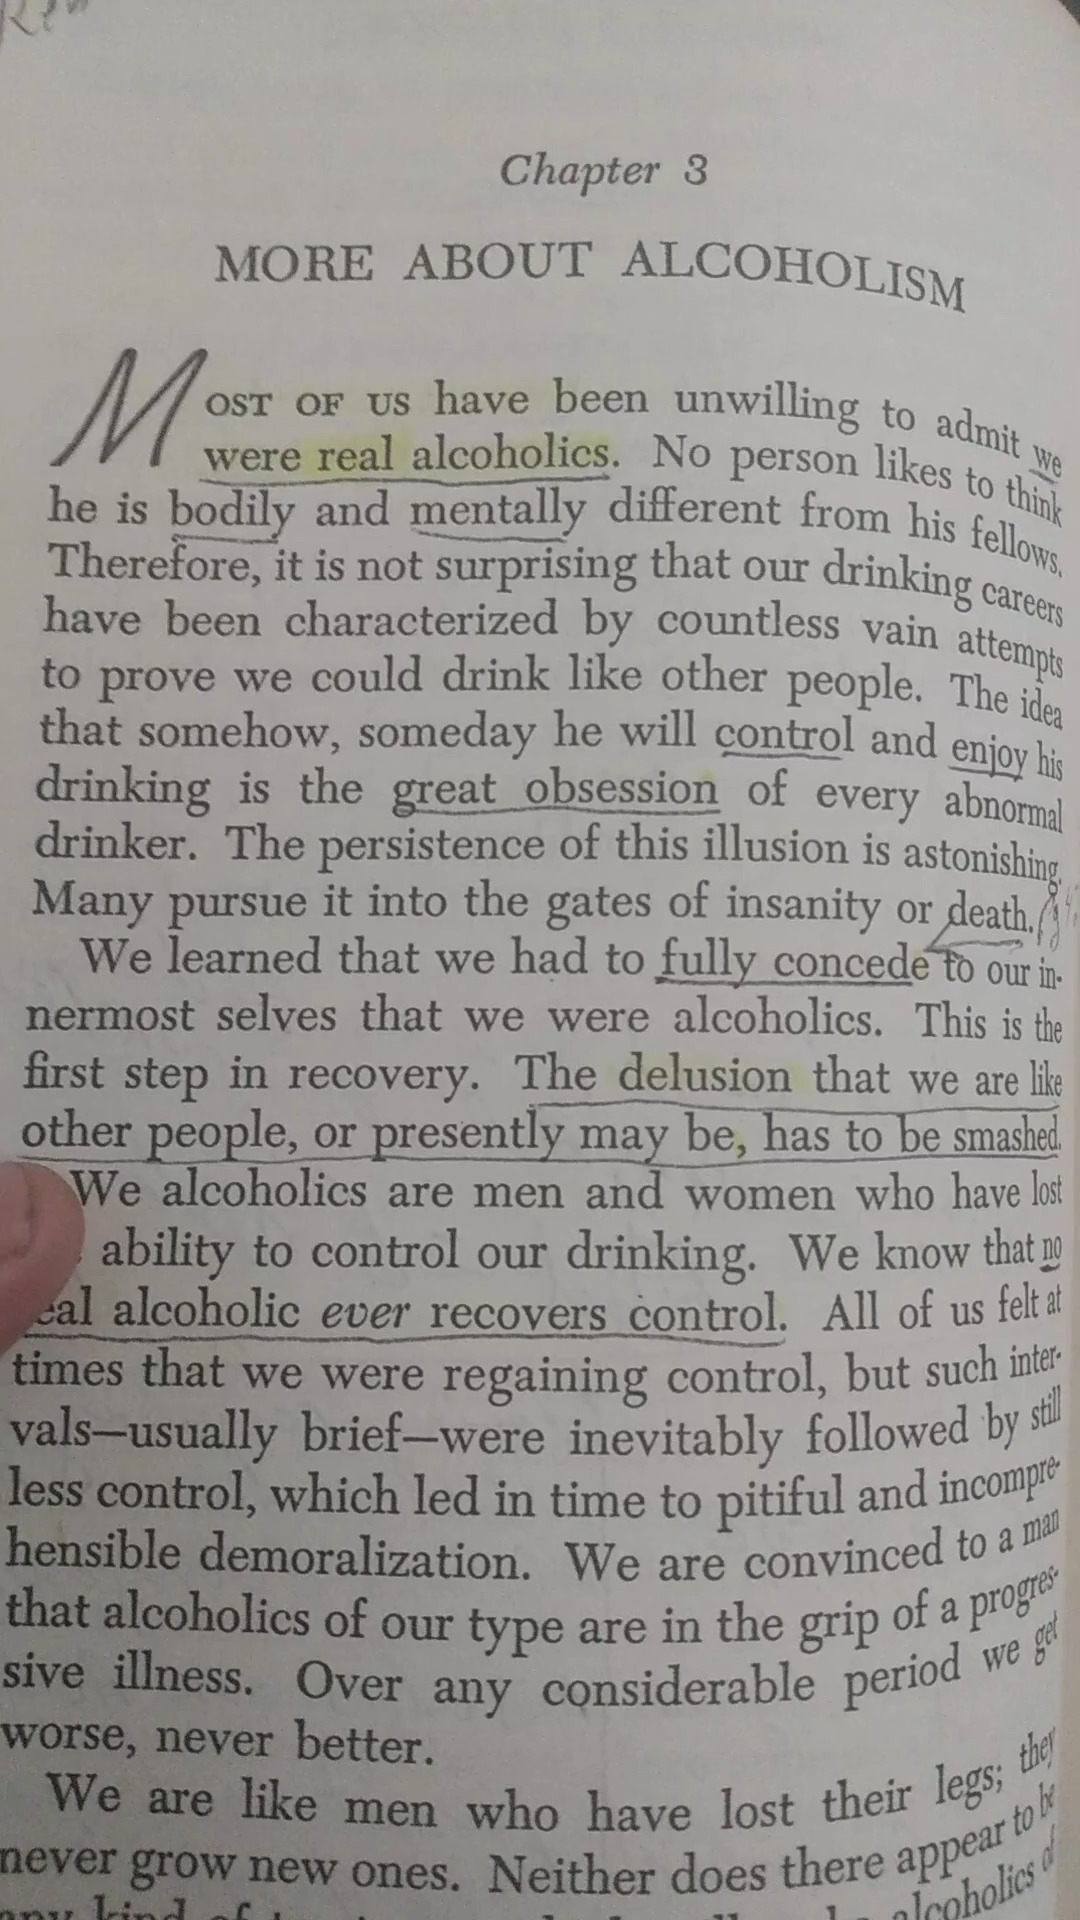 Chapter 3
MORE ABOUT ALCOHOLISM
MOST OF US have been unwilling to admit we
were real alcoholics. No person likes to think
he is bodily and mentally different from his fellows.
Therefore, it is not surprising that our drinking careers
have been characterized by countless vain attempts
to prove we could drink like other people. The idea
that somehow, someday he will control and enjoy his
drinking is the great obsession of every abnormal
drinker. The persistence of this illusion is astonishing.
Many pursue it into the gates of insanity or death.
We learned that we had to fully concede to our in-
nermost selves that we were alcoholics. This is the
first step in recovery. The delusion that we are like
other people, or presently may be, has to be smashed.
We alcoholics are men and women who have lost
ability to control our drinking. We know that no
eal alcoholic ever recovers control. All of us felt at
times that we were regaining control, but such inter-
vals—usually brief—were inevitably followed by still
less control, which led in time to pitiful and incompre-
hensible demoralization. We are convinced to a man
that alcoholics of our type are in the grip of a progres-
sive illness. Over any considerable period we get
worse, never better.
We are like men who have lost their legs; they
never grow new ones. Neither does there appear to be
any kind of alcoholics of